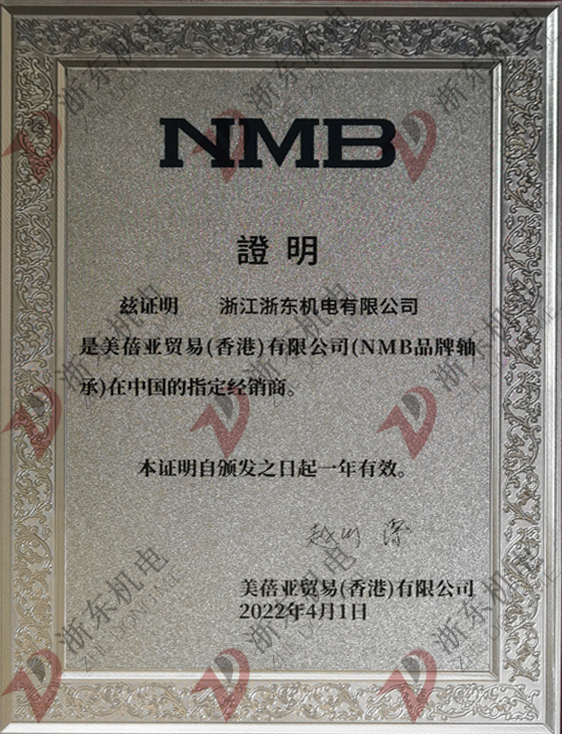 NMB
證明
兹证明 浙江浙东机电有限公司
是美蓓亚贸易(香港)有限公司(NMB品牌轴
承)在中国的指定经销商。
本证明自颁发之日起一年有效。
美蓓亚贸易(香港)有限公司
2022年4月1日
浙东机电